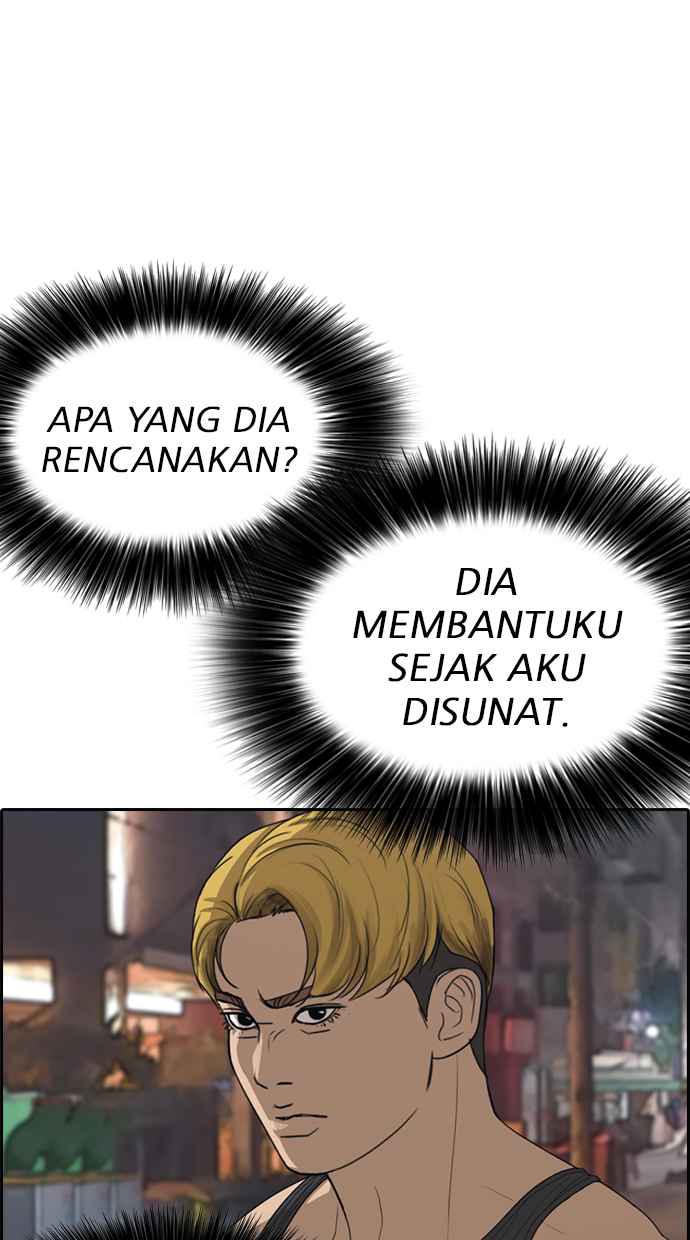 APA YANG DIA
RENCANAKAN?
DIA
MEMBANTUKU
SEJAK AKU
DISUNAT.